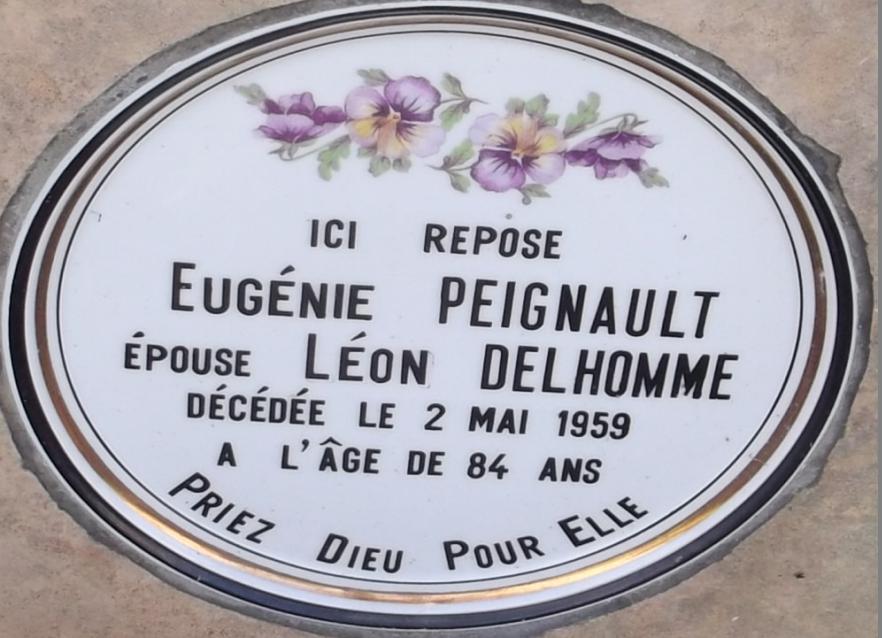 ICI REPOSE
EUGÉNIE PEIGNAULT
ÉPOUSE LÉON DELHOMME
DÉCÉDÉE LE 2 MAI 1959
A L'ÂGE DE 84 ANS
PRIEZ DIEU POUR ELLE